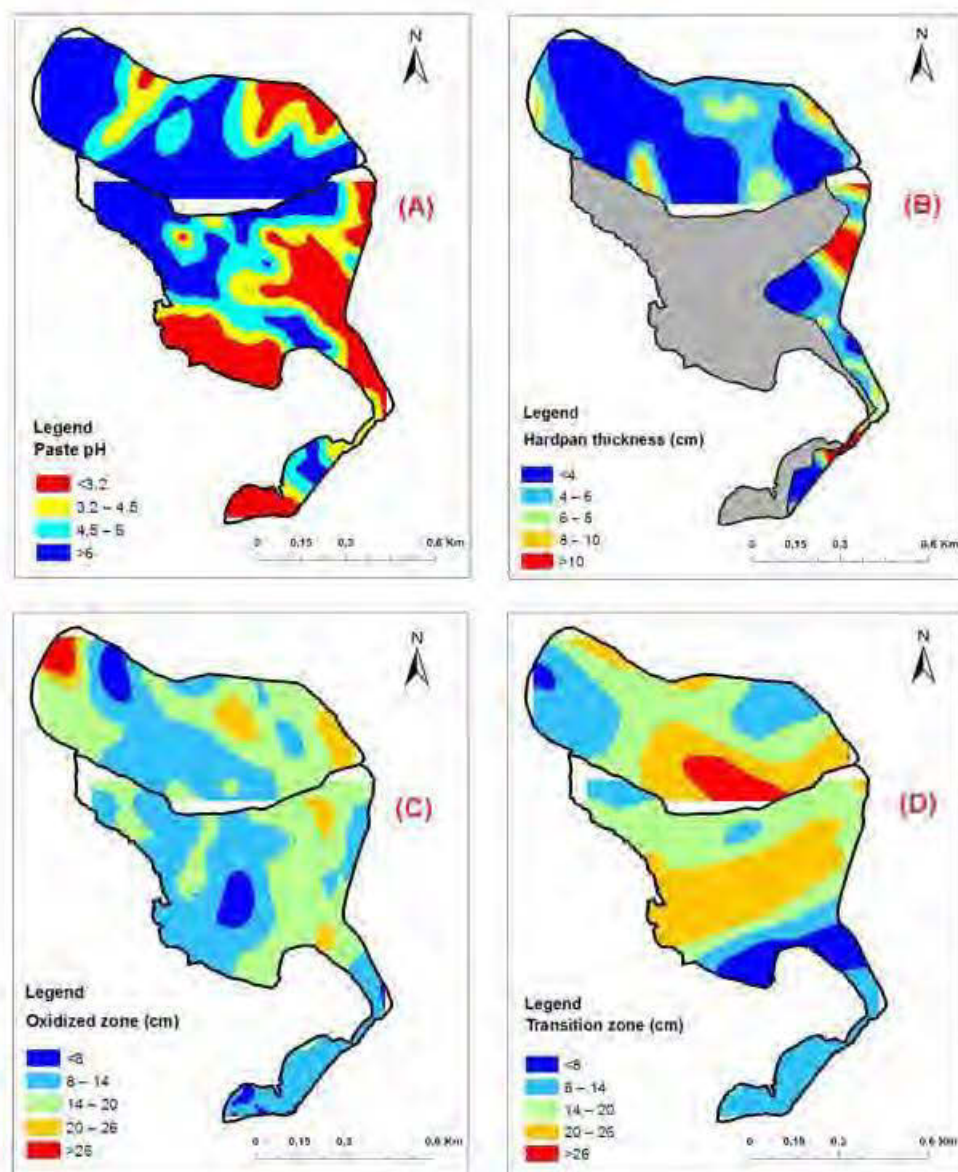 N
(A)
Legend
Paste pH
<3.2
3.2 – 4.5
4.5 – 6
>6
0 0,15 0,3 0,6 Km
N
(B)
Legend
Hardpan thickness (cm)
<4
4 – 6
6 – 8
8 – 10
>10
0 0,15 0,3 0,6 Km
N
(C)
Legend
Oxidized zone (cm)
<8
8 – 14
14 – 20
20 – 26
>26
0 0,15 0,3 0,6 Km
N
(D)
Legend
Transition zone (cm)
<8
8 – 14
14 – 20
20 – 26
>26
0 0,15 0,3 0,6 Km